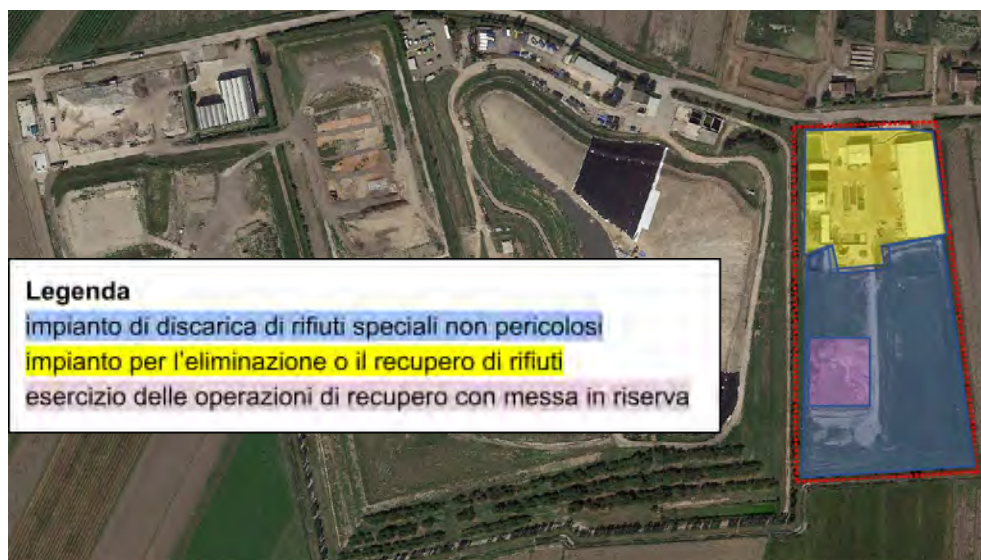 Legenda
impianto di discarica di rifiuti speciali non pericolosi
impianto per l'eliminazione o il recupero di rifiuti
esercizio delle operazioni di recupero con messa in riserva